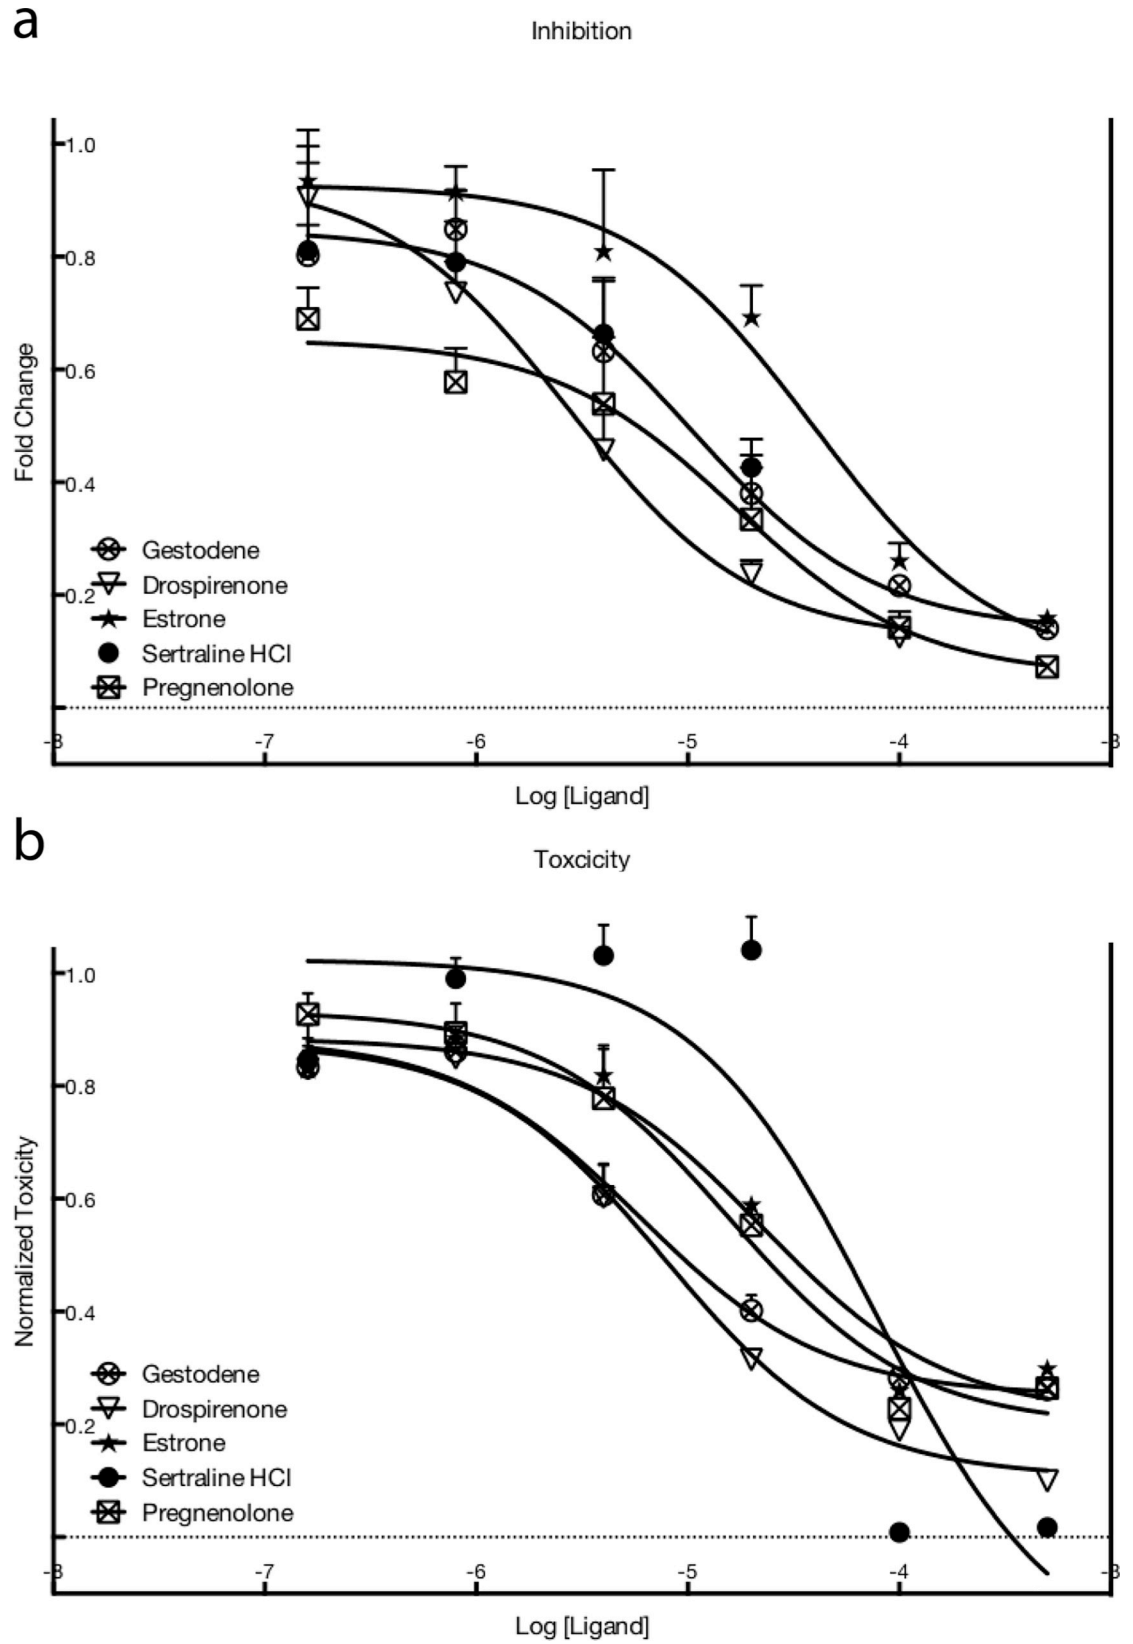 a
Inhibition
1.0
0.8
0.6
0.4
0.2
Fold Change
Gestodene
Drospirenone
Estrone
Sertraline HCl
Pregnenolone
-8 -7 -6 -5 -4 -3
Log [Ligand]
b
Toxcicity
1.0
0.8
0.6
0.4
0.2
Normalized Toxicity
Gestodene
Drospirenone
Estrone
Sertraline HCl
Pregnenolone
-8 -7 -6 -5 -4 -3
Log [Ligand]